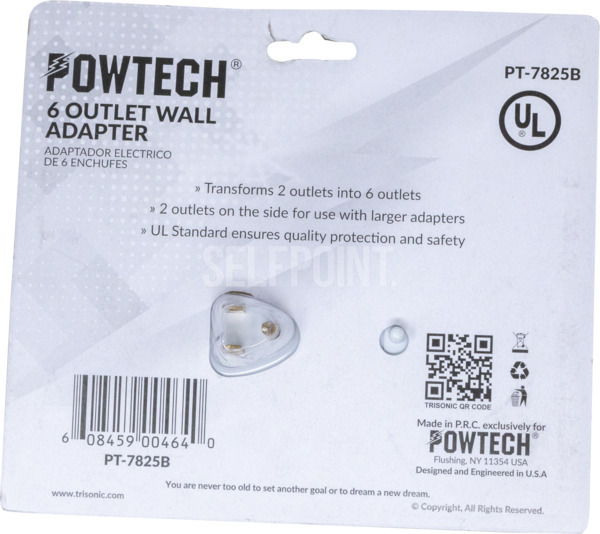 POWTECH®
6 OUTLET WALL
ADAPTER
ADAPTADOR ELECTRICO
DE 6 ENCHUFES
PT-7825B
UL
» Transforms 2 outlets into 6 outlets
» 2 outlets on the side for use with larger adapters
» UL Standard ensures quality protection and safety
SELFPOINT.
TRISONIC QR CODE
6 08459 00464 0
PT-7825B
Made in P.R.C. exclusively for
POWTECH®
Flushing, NY 11354 USA
Designed and Engineered in U.S.A
You are never too old to set another goal or to dream a new dream.
www.trisonic.com
© Copyright, All Rights Reserved.